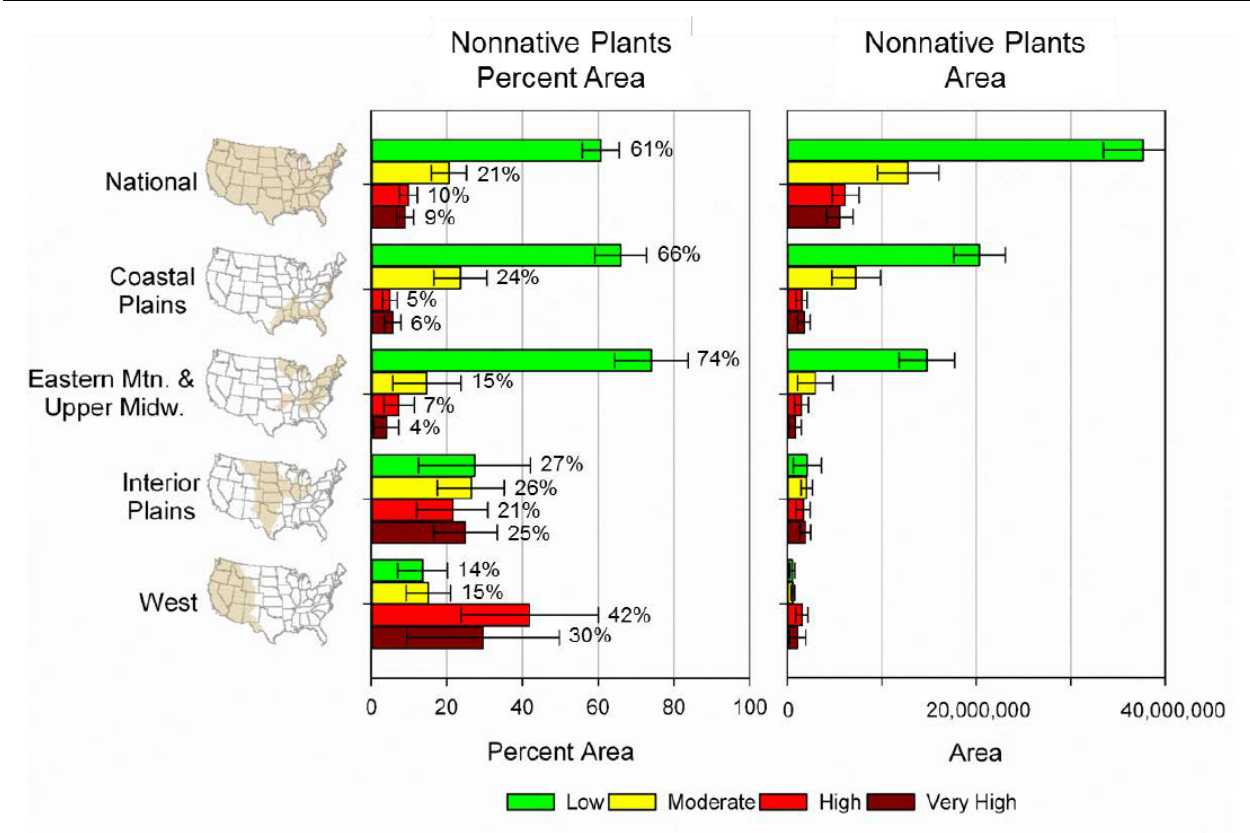 Nonnative Plants
Percent Area
Nonnative Plants
Area
National
61%
21%
10%
9%
Coastal
Plains
66%
24%
5%
6%
Eastern Mtn. &
Upper Midw.
74%
15%
7%
4%
Interior
Plains
27%
26%
21%
25%
West
14%
15%
42%
30%
0 20 40 60 80 100
0 20,000,000 40,000,000
Percent Area
Area
Low Moderate High Very High